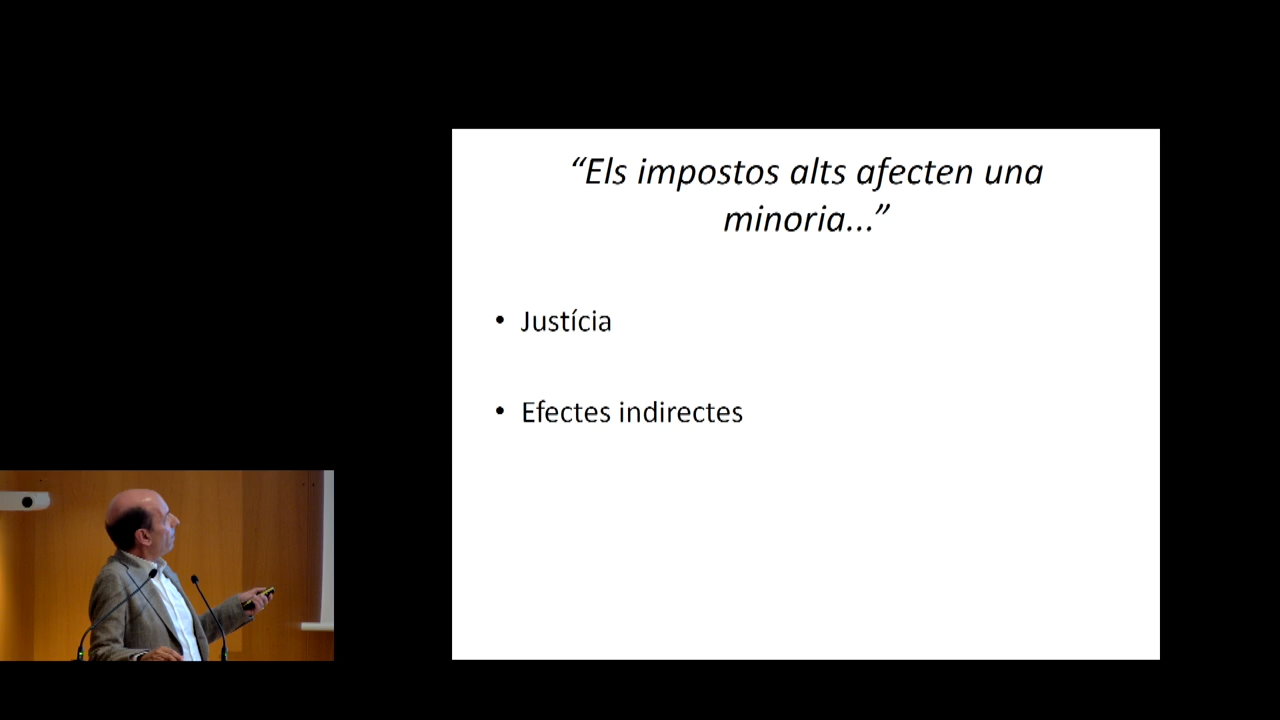 “Els impostos alts afecten una
minoria...”
• Justícia
• Efectes indirectes